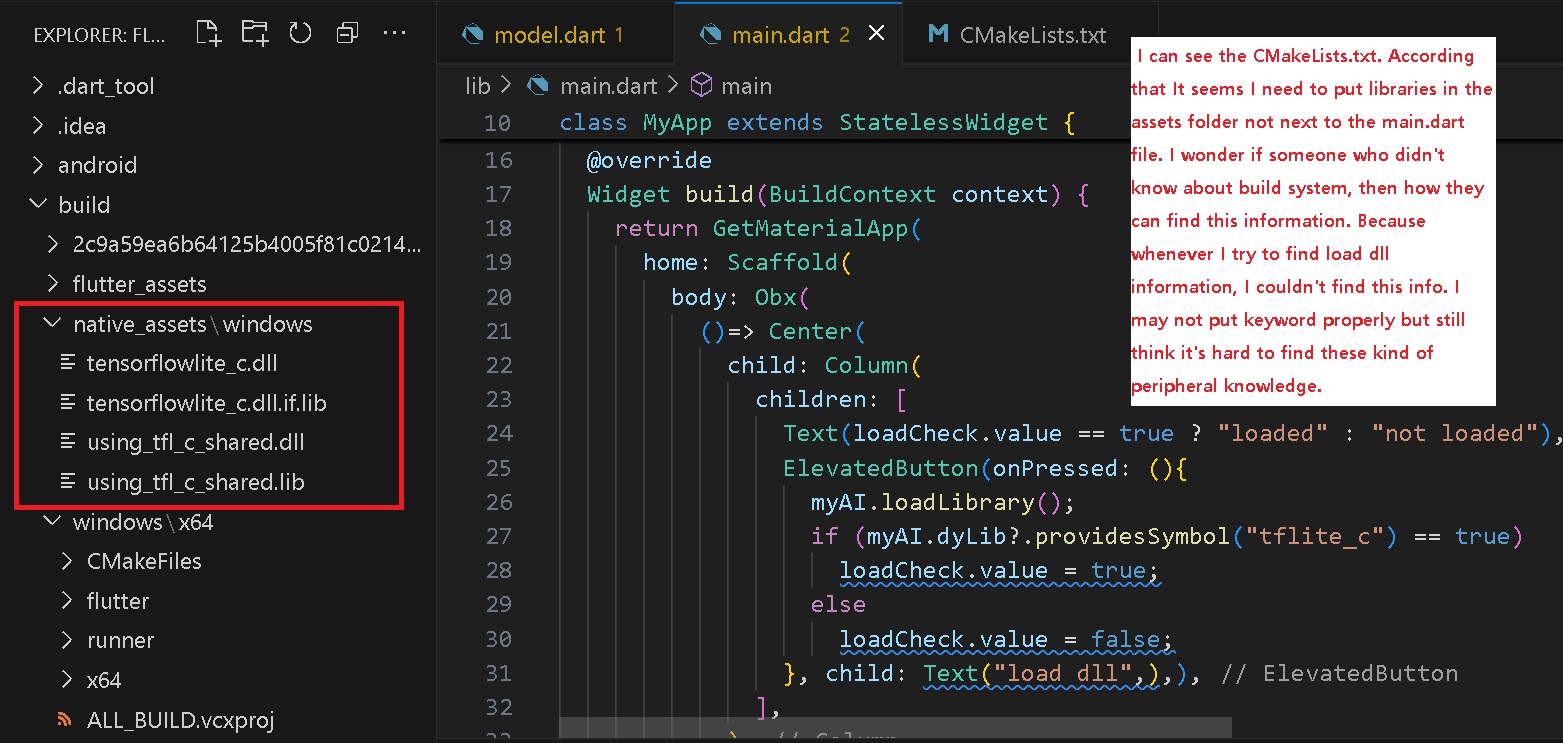 EXPLORER: FL...
model.dart 1
main.dart 2
CMakeLists.txt
.dart_tool
.idea
android
build
2c9a59ea6b64125b4005f81c0214...
flutter_assets
native_assets\windows
tensorflowlite_c.dll
tensorflowlite_c.dll.if.lib
using_tfl_c_shared.dll
using_tfl_c_shared.lib
windows\x64
CMakeFiles
flutter
runner
x64
ALL_BUILD.vcxproj
lib > main.dart > main
10 class MyApp extends StatelessWidget {
16 @override
17 Widget build(BuildContext context) {
18 return GetMaterialApp(
19 home: Scaffold(
20 body: Obx(
21 ()=> Center(
22 child: Column(
23 children: [
24 Text(loadCheck.value == true ? "loaded" : "not loaded"),
25 ElevatedButton(onPressed: (){
26 myAI.loadLibrary();
27 if (myAI.dyLib?.providesSymbol("tflite_c") == true)
28 loadCheck.value = true;
29 else
30 loadCheck.value = false;
31 }, child: Text("load dll",),), // ElevatedButton
32 ],
33 ) // Column
I can see the CMakeLists.txt. According
that It seems I need to put libraries in the
assets folder not next to the main.dart
file. I wonder if someone who didn't
know about build system, then how they
can find this information. Because
whenever I try to find load dll
information, I couldn't find this info. I
may not put keyword properly but still
think it's hard to find these kind of
peripheral knowledge.